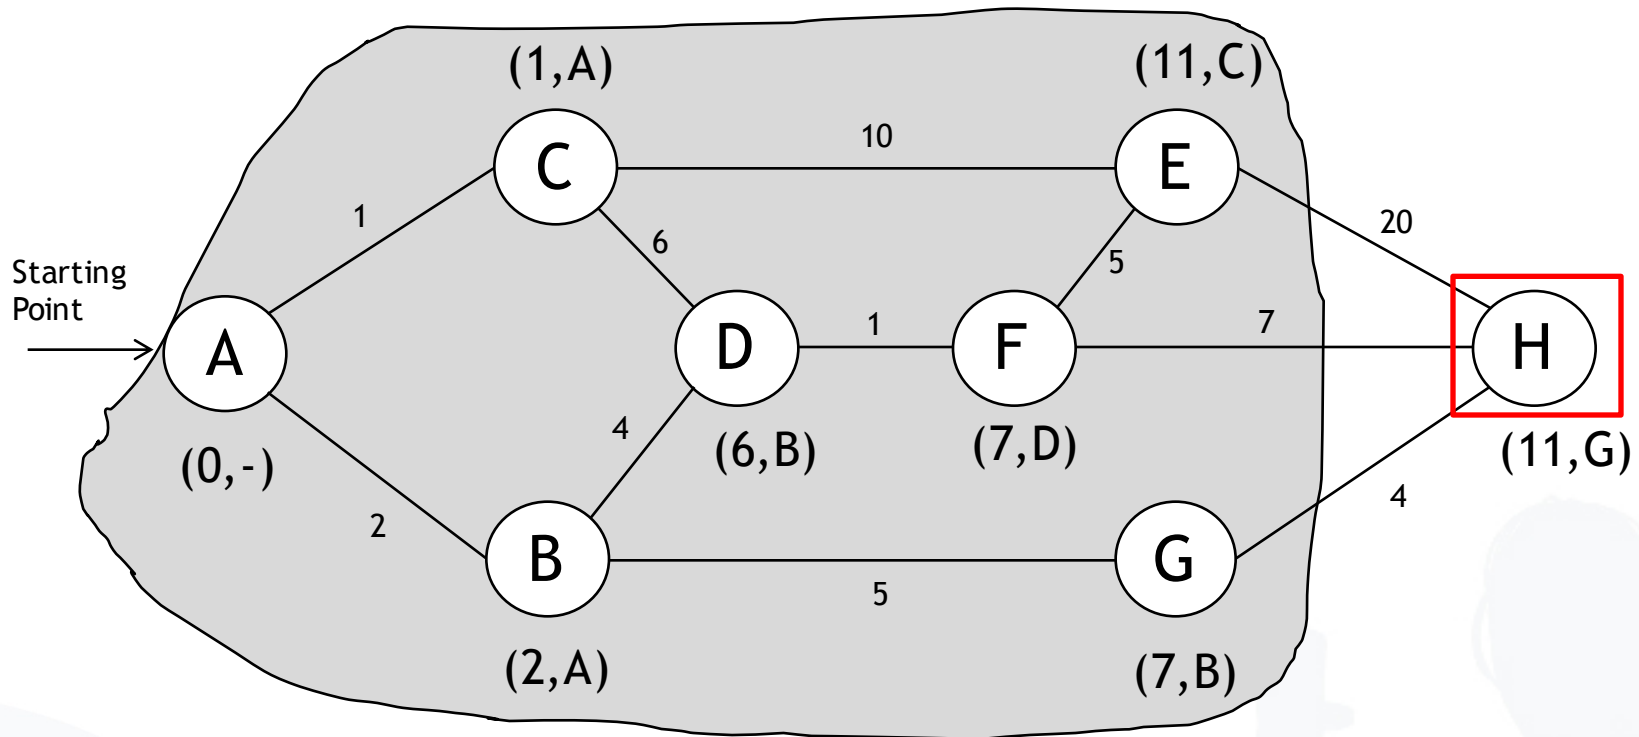 (1,A)
(11,C)
C
10
E
1
6
20
5
Starting
Point
A
D
1
F
7
H
4
(6,B)
(7,D)
(11,G)
(0,-)
2
4
B
5
G
(2,A)
(7,B)